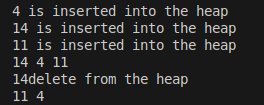 4 is inserted into the heap
14 is inserted into the heap
11 is inserted into the heap
14 4 11
14delete from the heap
11 4